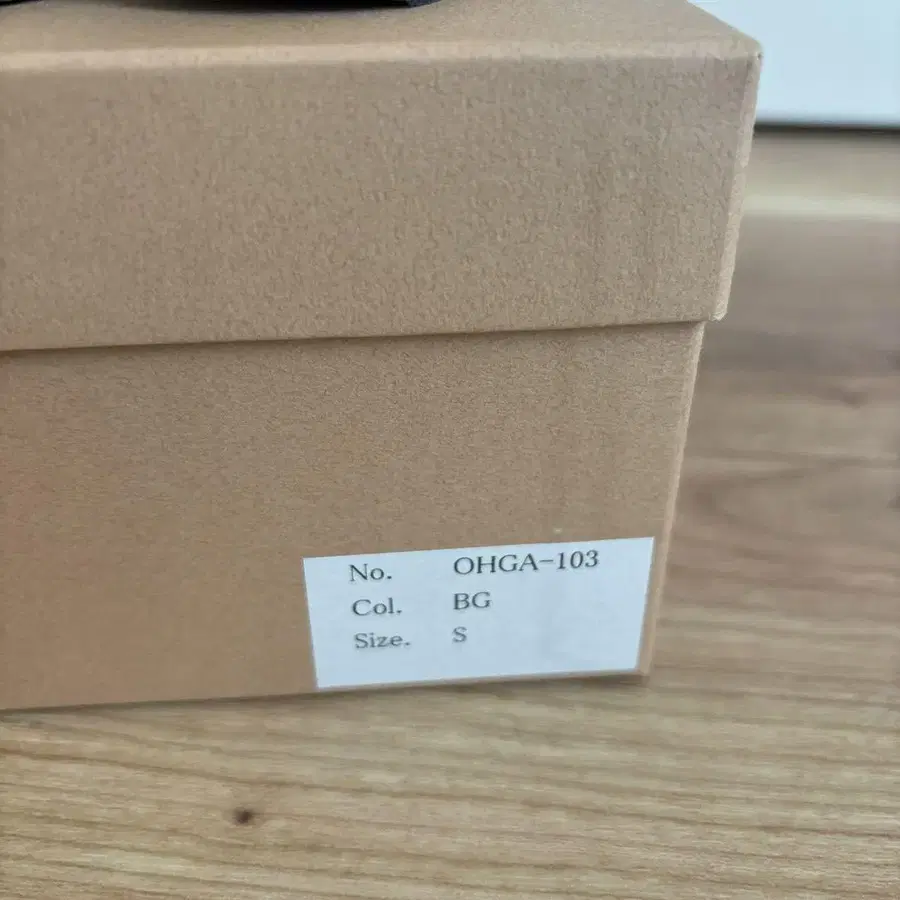 No. OHGA-103
Col. BG
Size. S